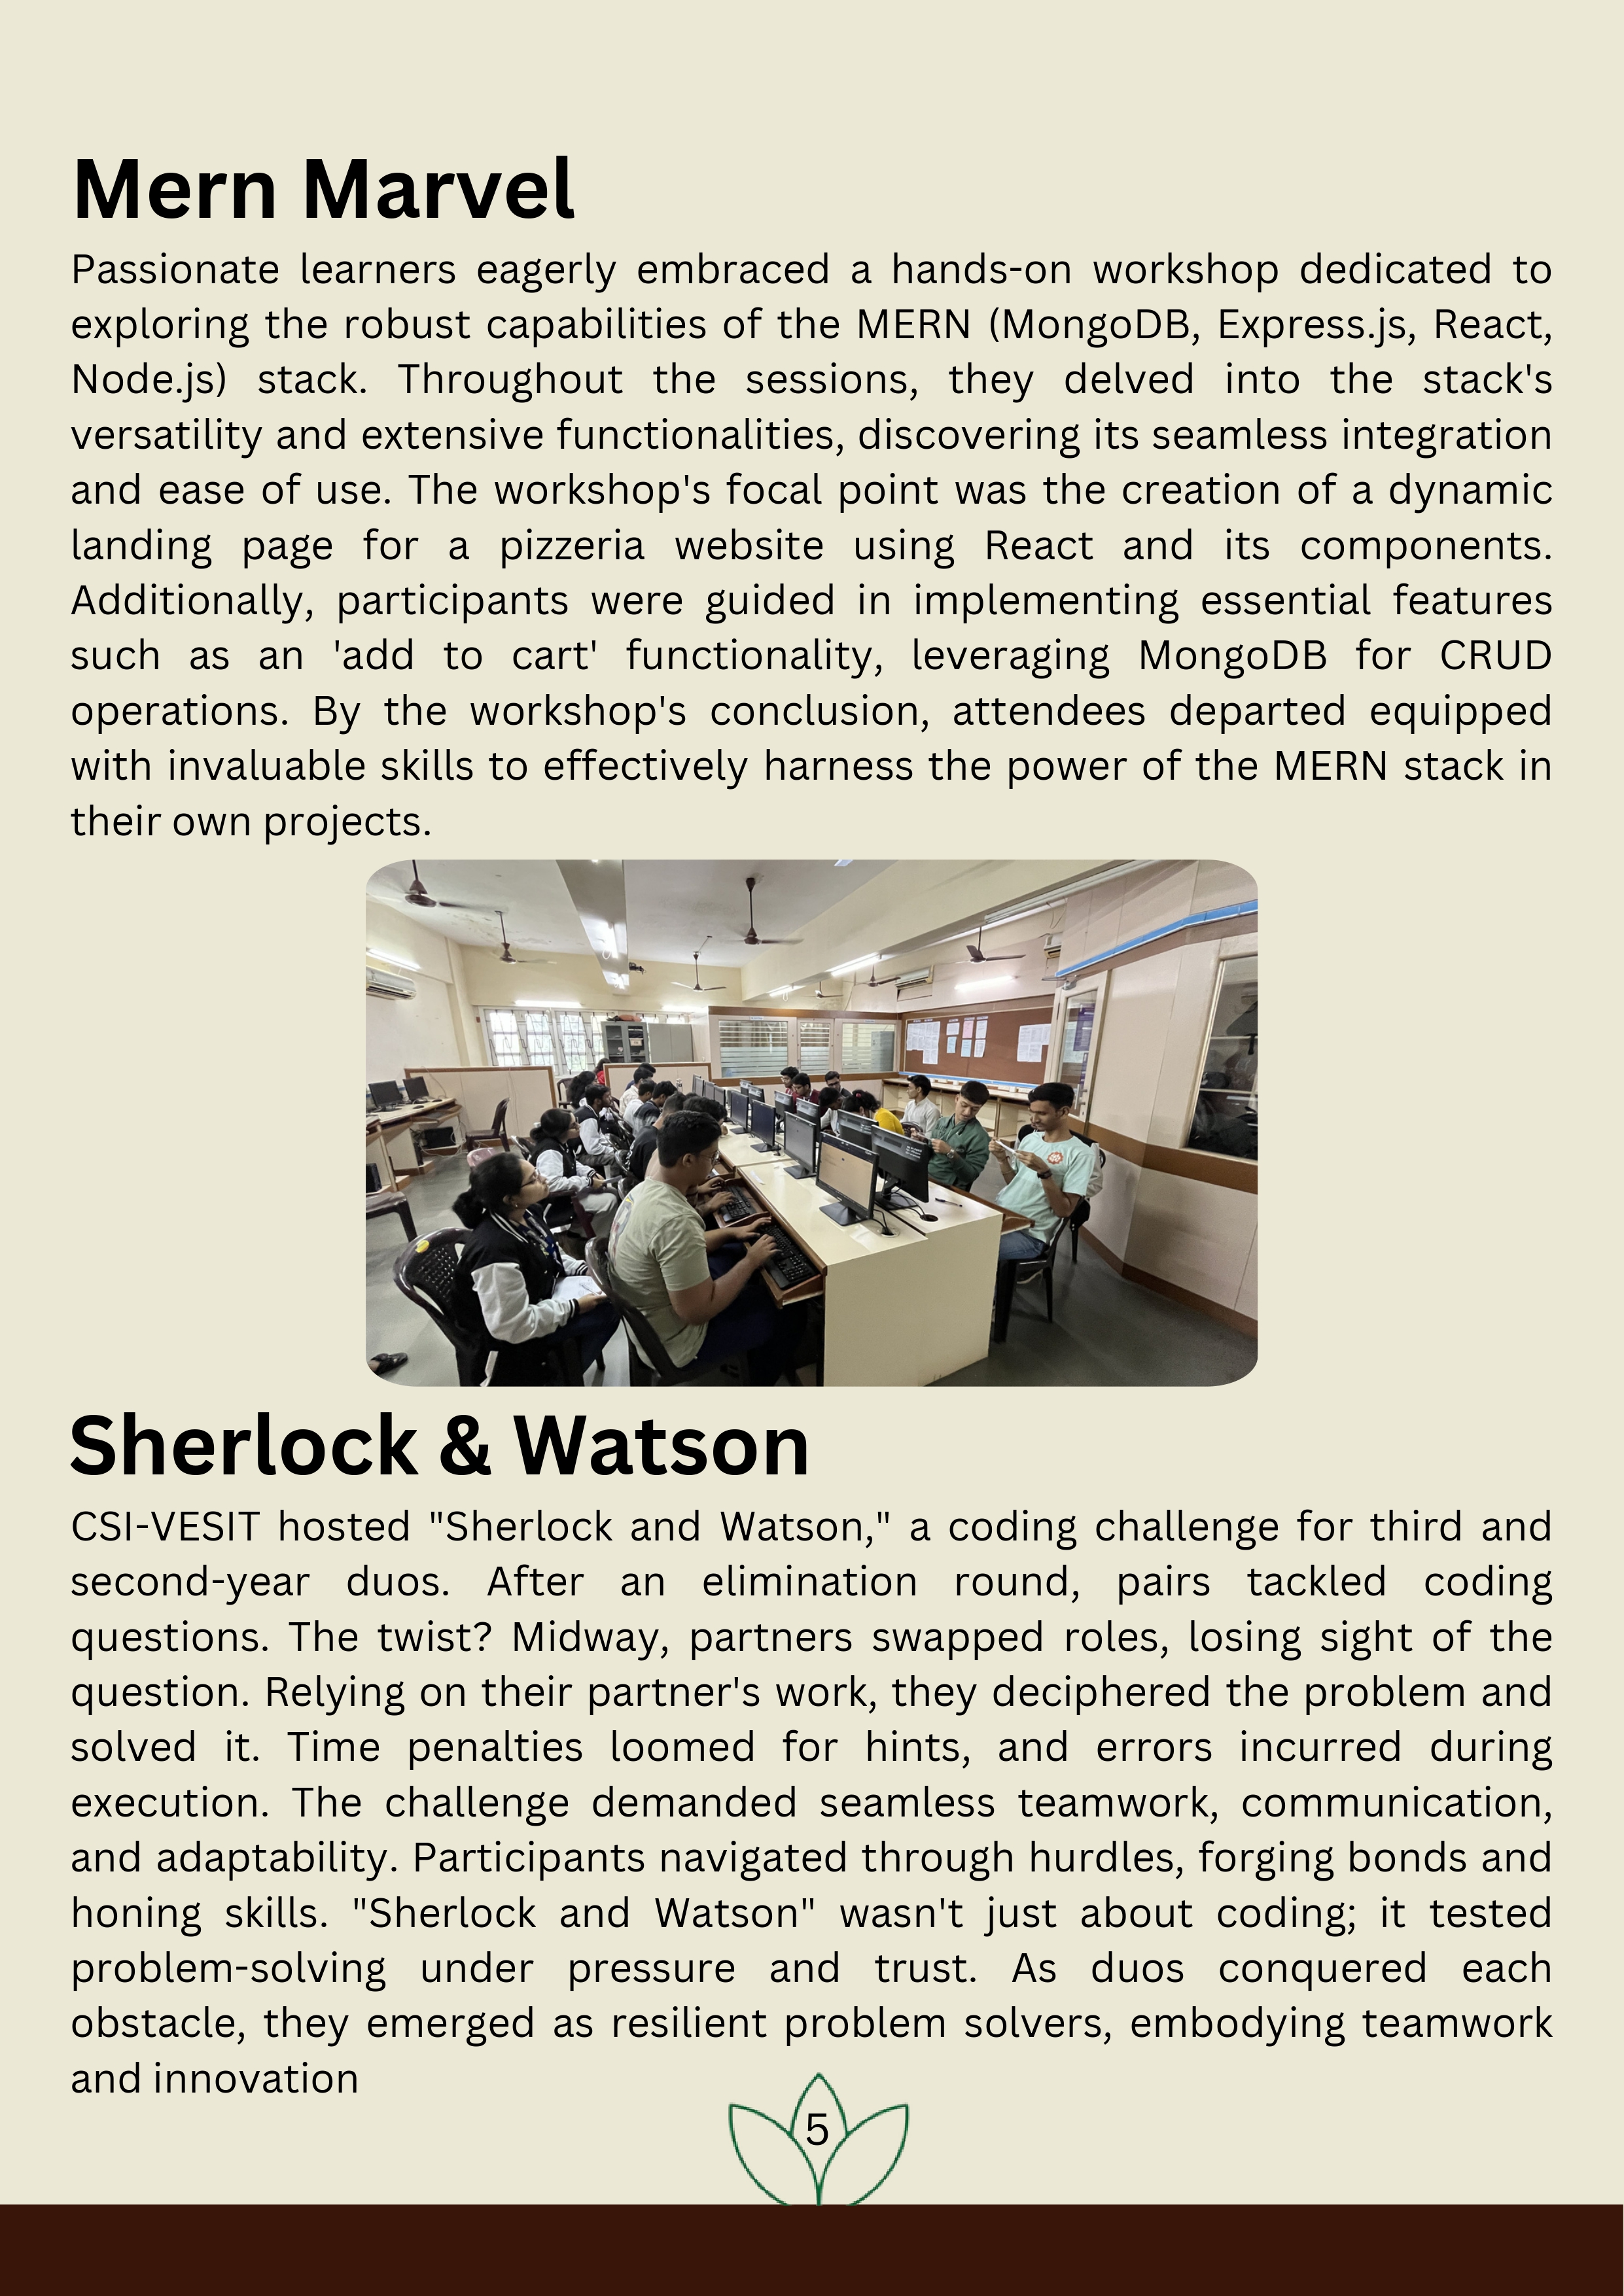 Mern Marvel
Passionate learners eagerly embraced a hands-on workshop dedicated to
exploring the robust capabilities of the MERN (MongoDB, Express.js, React,
Node.js) stack. Throughout the sessions, they delved into the stack's
versatility and extensive functionalities, discovering its seamless integration
and ease of use. The workshop's focal point was the creation of a dynamic
landing page for a pizzeria website using React and its components.
Additionally, participants were guided in implementing essential features
such as an 'add to cart' functionality, leveraging MongoDB for CRUD
operations. By the workshop's conclusion, attendees departed equipped
with invaluable skills to effectively harness the power of the MERN stack in
their own projects.
Sherlock & Watson
CSI-VESIT hosted "Sherlock and Watson," a coding challenge for third and
second-year duos. After an elimination round, pairs tackled coding
questions. The twist? Midway, partners swapped roles, losing sight of the
question. Relying on their partner's work, they deciphered the problem and
solved it. Time penalties loomed for hints, and errors incurred during
execution. The challenge demanded seamless teamwork, communication,
and adaptability. Participants navigated through hurdles, forging bonds and
honing skills. "Sherlock and Watson" wasn't just about coding; it tested
problem-solving under pressure and trust. As duos conquered each
obstacle, they emerged as resilient problem solvers, embodying teamwork
and innovation
5